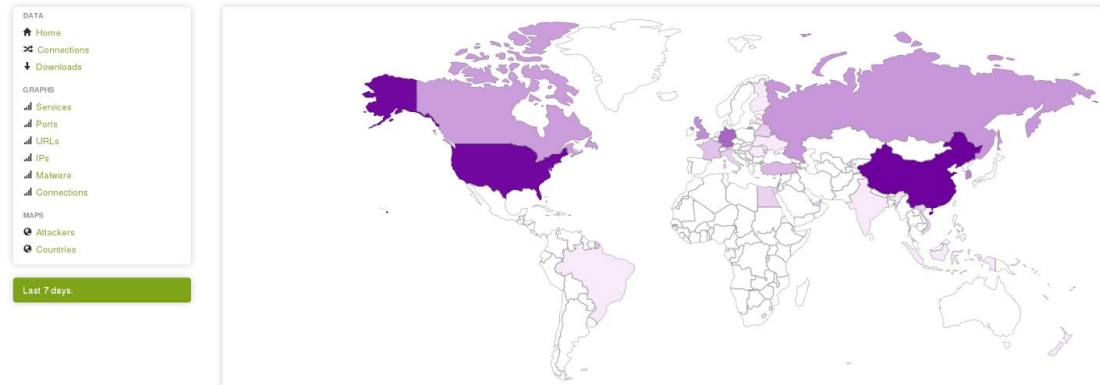 DATA
Home
Connections
Downloads
GRAPHS
Services
Ports
URLs
IPs
Malware
Connections
MAPS
Attackers
Countries
Last 7 days.